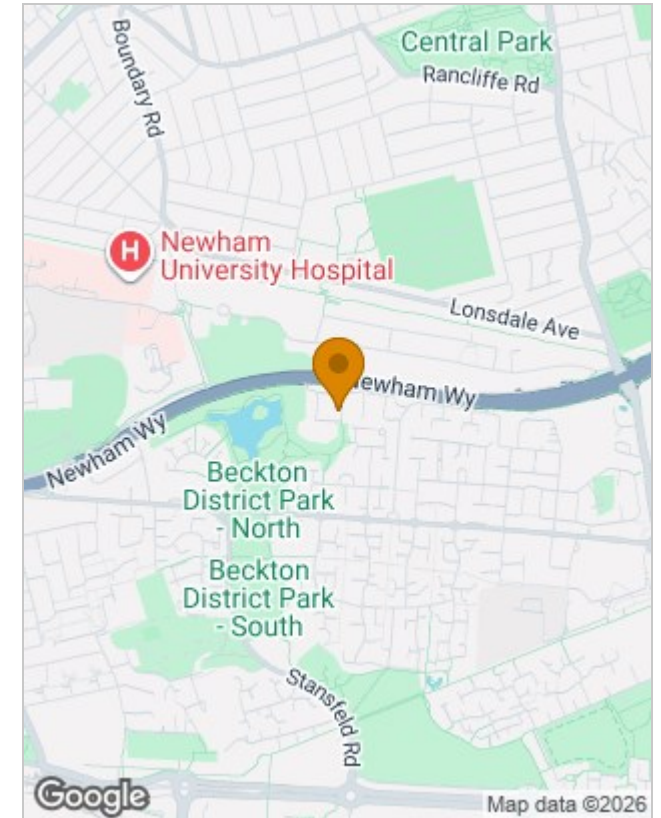 Boundary Rd
Central Park
Rancliffe Rd
H
Newham
University Hospital
Lonsdale Ave
ewham Wy
Newham Wy
Beckton
District Park
- North
Beckton
District Park
- South
Stansfeld Rd
Google
Map data ©2026